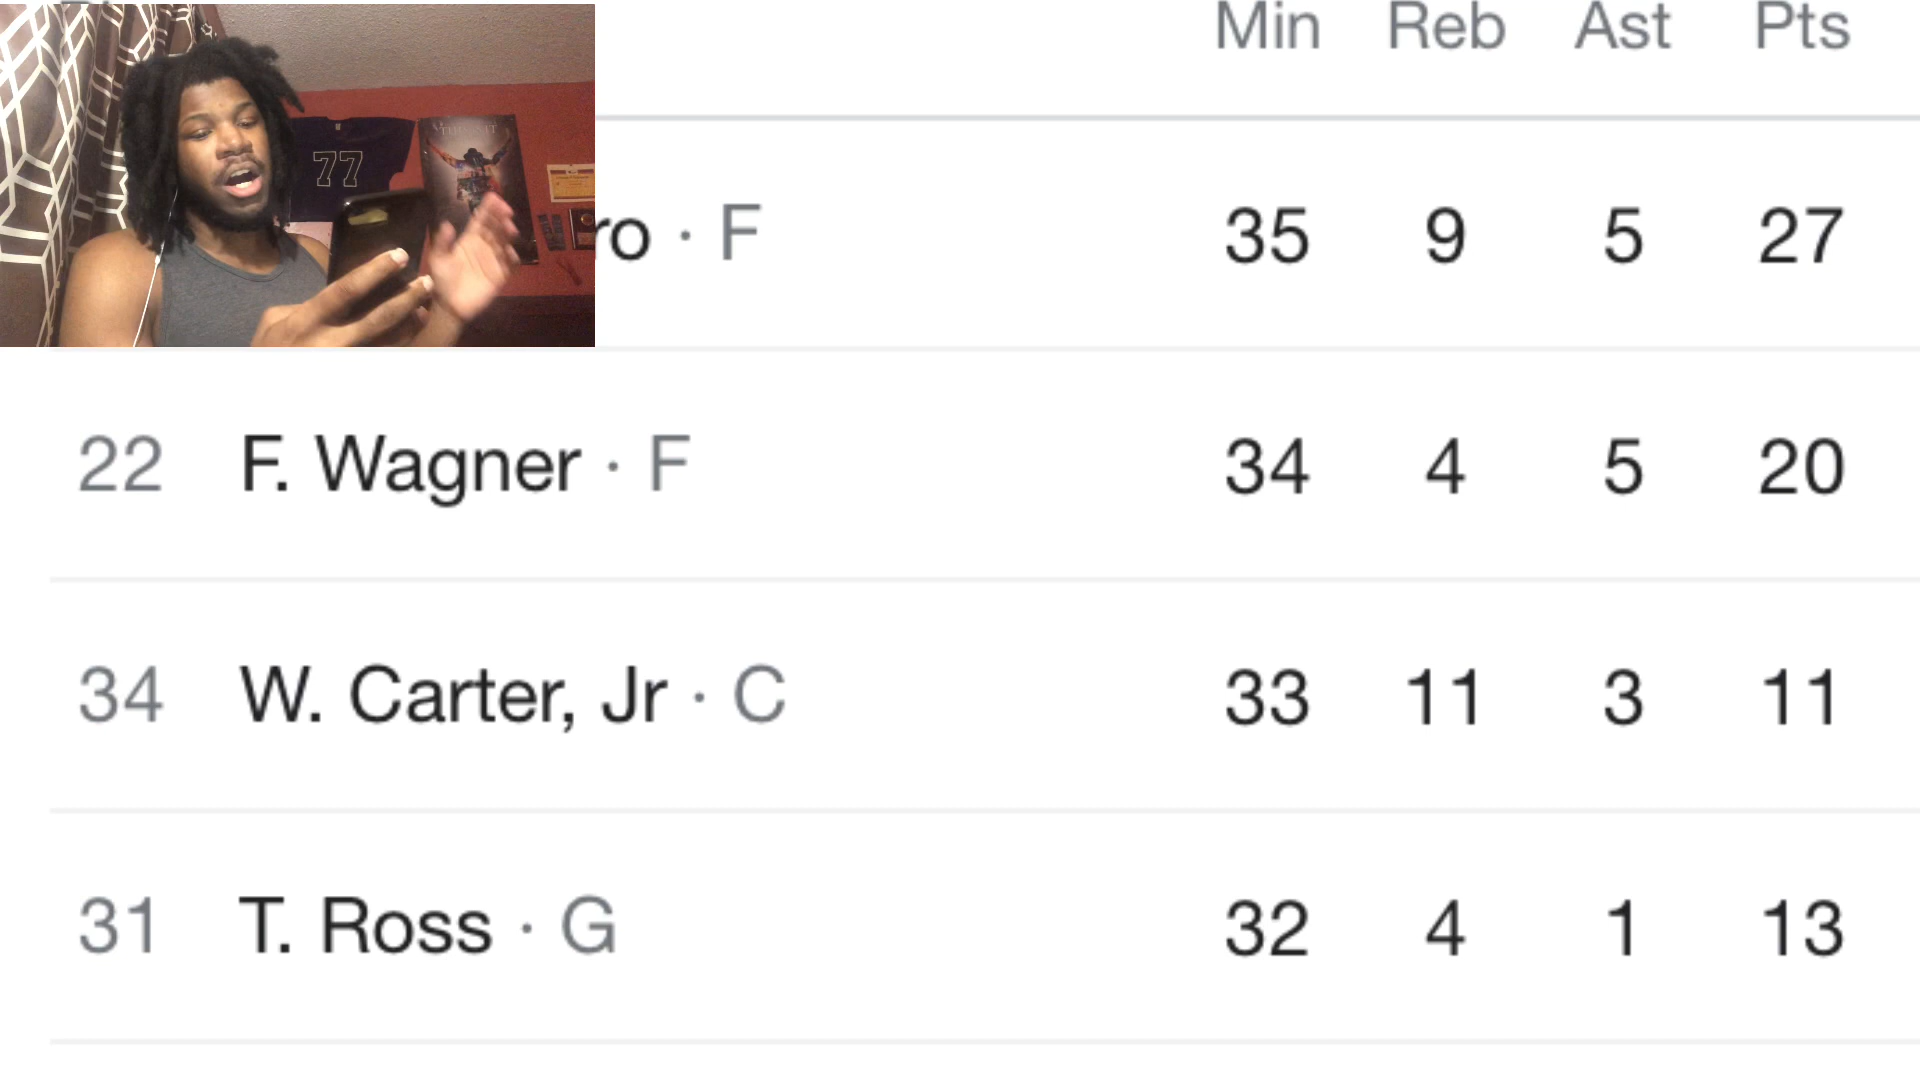 Min Reb Ast Pts
77
ro · F 35 9 5 27
22 F. Wagner · F 34 4 5 20
34 W. Carter, Jr · C 33 11 3 11
31 T. Ross · G 32 4 1 13